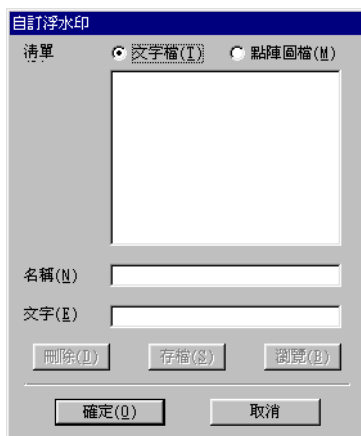 自訂浮水印
清單 文字檔(T) 點陣圖檔(M)
名稱(N)
文字(E)
刪除(D) 存檔(S) 瀏覽(B)
確定(O) 取消